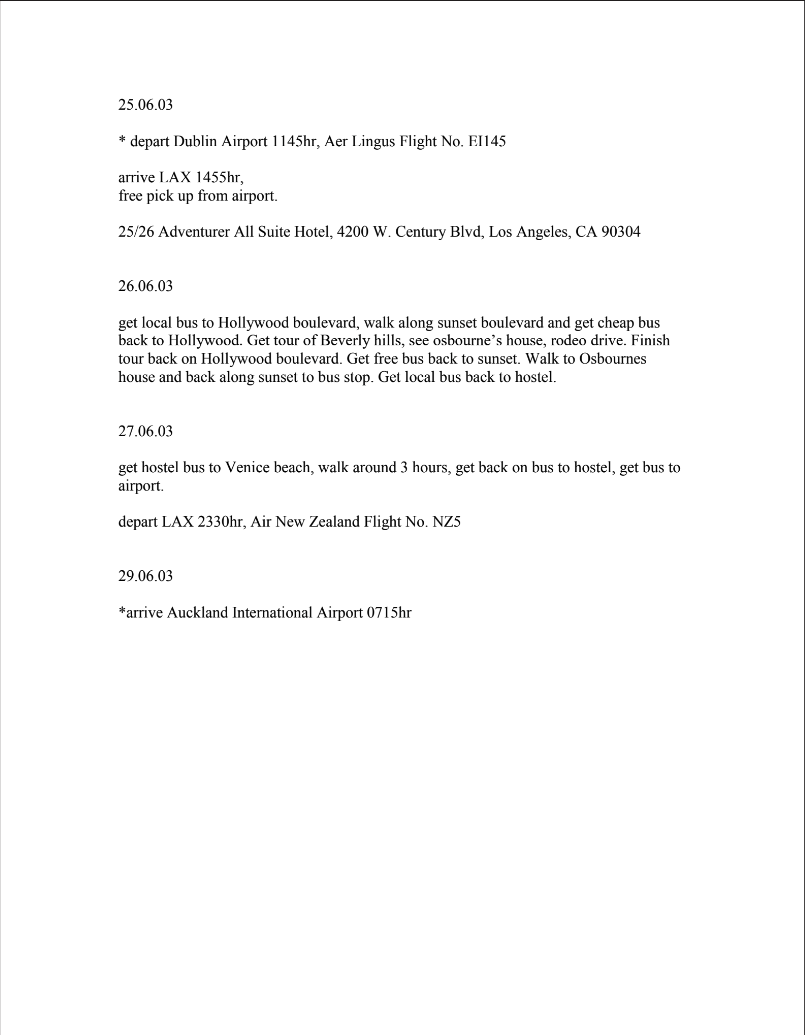 25.06.03
* depart Dublin Airport 1145hr, Aer Lingus Flight No. EI145
arrive LAX 1455hr,
free pick up from airport.
25/26 Adventurer All Suite Hotel, 4200 W. Century Blvd, Los Angeles, CA 90304
26.06.03
get local bus to Hollywood boulevard, walk along sunset boulevard and get cheap bus
back to Hollywood. Get tour of Beverly hills, see osbourne's house, rodeo drive. Finish
tour back on Hollywood boulevard. Get free bus back to sunset. Walk to Osbournes
house and back along sunset to bus stop. Get local bus back to hostel.
27.06.03
get hostel bus to Venice beach, walk around 3 hours, get back on bus to hostel, get bus to
airport.
depart LAX 2330hr, Air New Zealand Flight No. NZ5
29.06.03
*arrive Auckland International Airport 0715hr